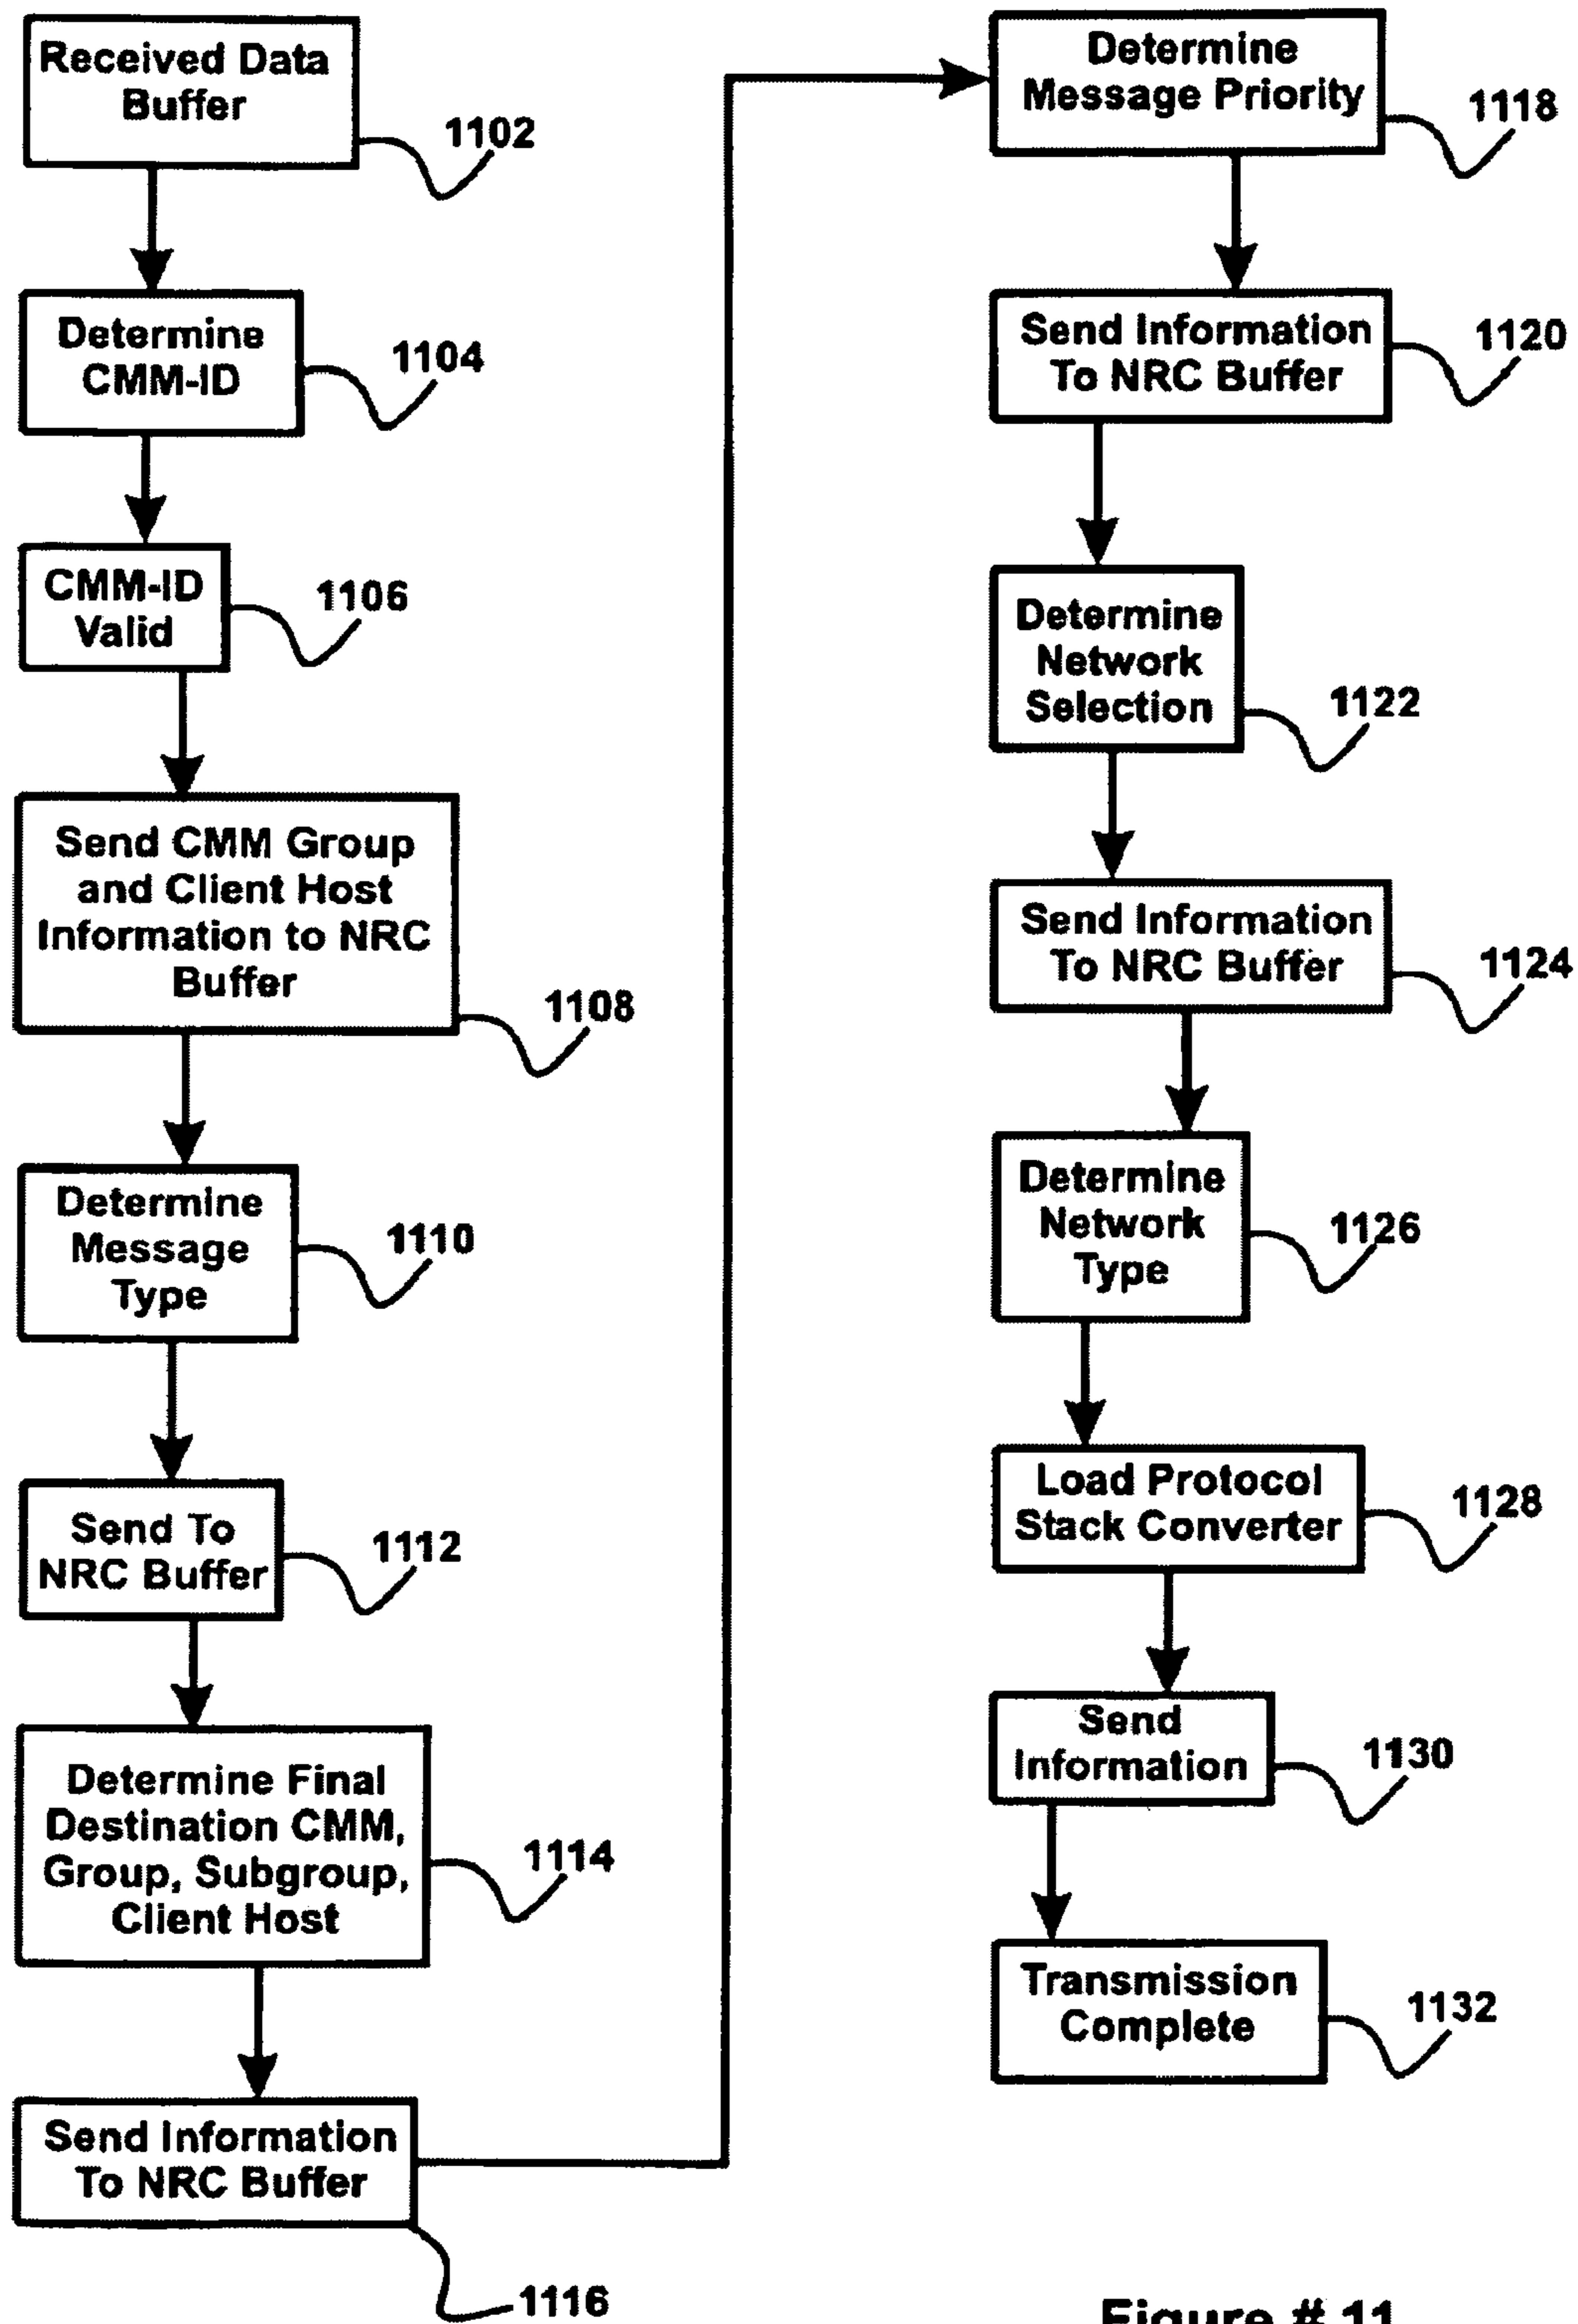 Received Data
Buffer
1102
Determine
CMM-ID
1104
CMM-ID
Valid
1106
Send CMM Group
and Client Host
Information to NRC
Buffer
1108
Determine
Message
Type
1110
Send To
NRC Buffer
1112
Determine Final
Destination CMM,
Group, Subgroup,
Client Host
1114
Send Information
To NRC Buffer
1116
Determine
Message Priority
1118
Send Information
To NRC Buffer
1120
Determine
Network
Selection
1122
Send Information
To NRC Buffer
1124
Determine
Network
Type
1126
Load Protocol
Stack Converter
1128
Send
Information
1130
Transmission
Complete
1132
Figure # 11